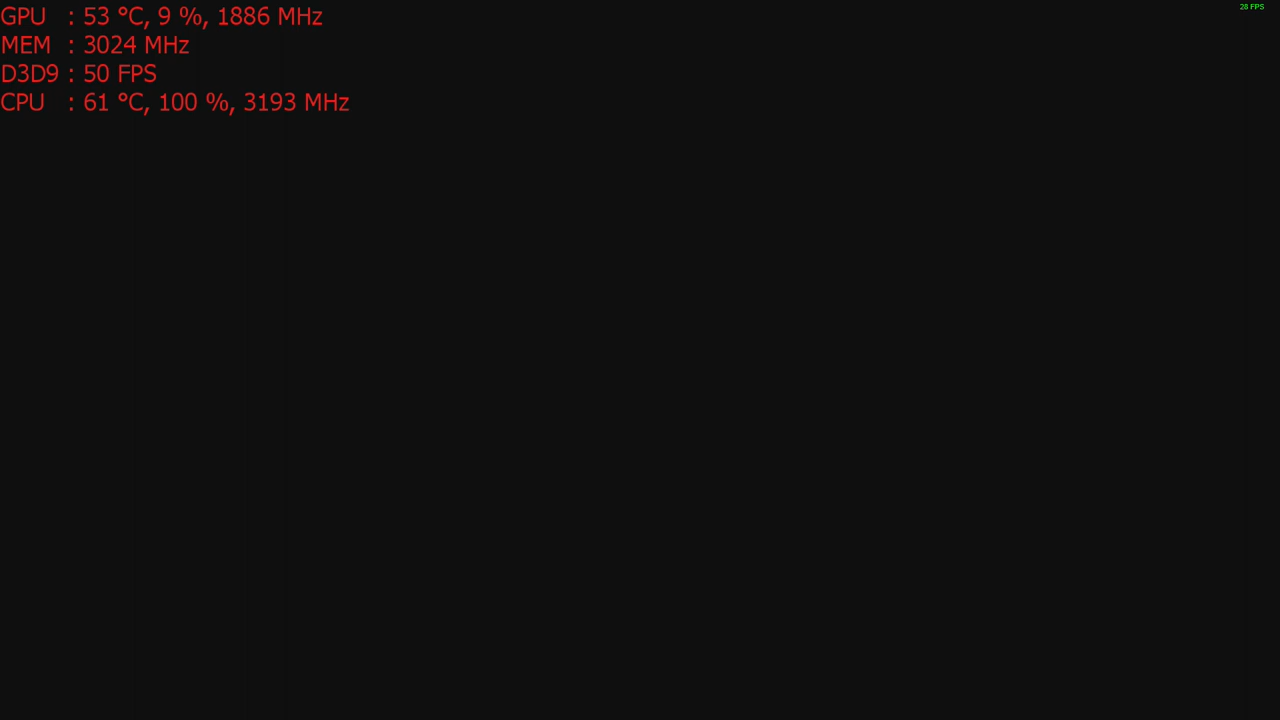 GPU : 53 °C, 9 %, 1886 MHz
28 FPS
MEM : 3024 MHz
D3D9 : 50 FPS
CPU : 61 °C, 100 %, 3193 MHz